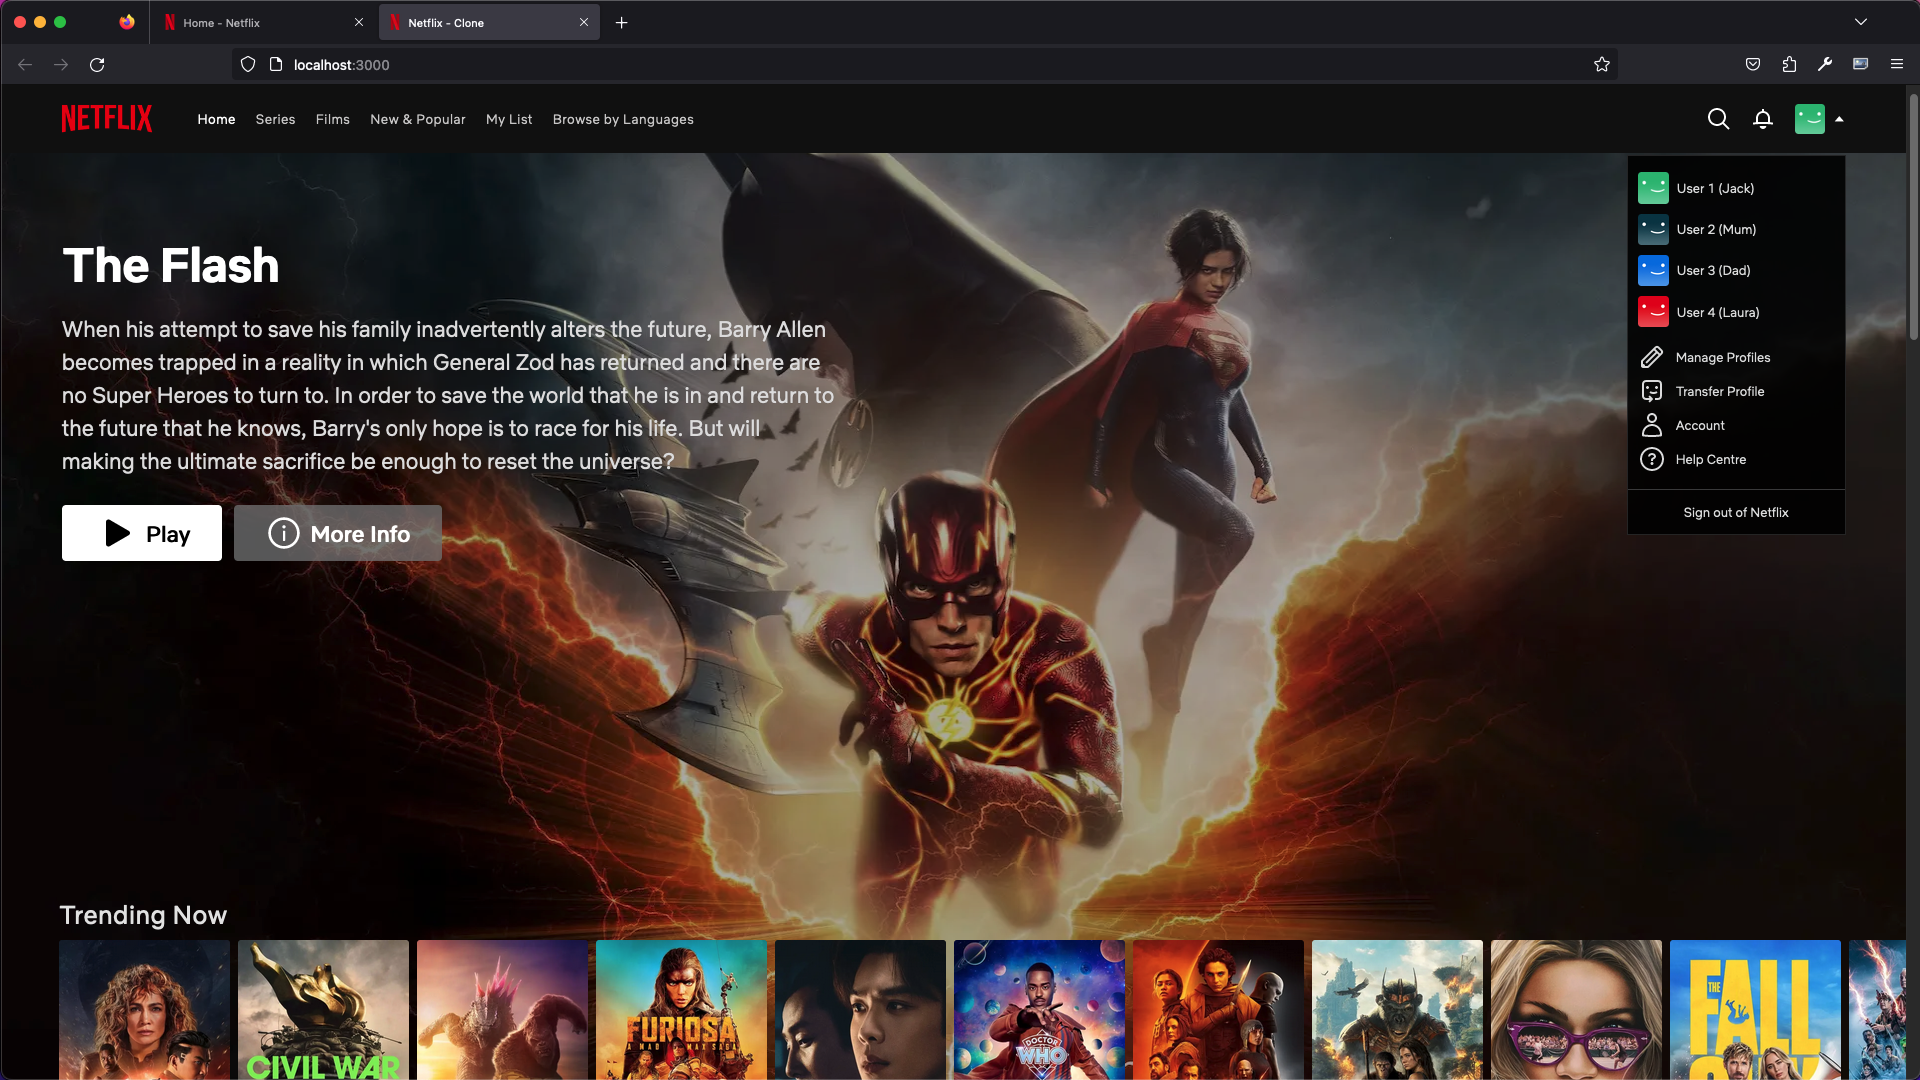 Home - Netflix
Netflix - Clone
localhost:3000
NETFLIX
Home
Series
Films
New & Popular
My List
Browse by Languages
User 1 (Jack)
User 2 (Mum)
User 3 (Dad)
User 4 (Laura)
Manage Profiles
Transfer Profile
Account
Help Centre
Sign out of Netflix
The Flash
When his attempt to save his family inadvertently alters the future, Barry Allen
becomes trapped in a reality in which General Zod has returned and there are
no Super Heroes to turn to. In order to save the world that he is in and return to
the future that he knows, Barry's only hope is to race for his life. But will
making the ultimate sacrifice be enough to reset the universe?
Play
More Info
Trending Now
CIVIL WAR
FURIOSA
A MAD MAX SAGA
DOCTOR
WHO
THE
FALL